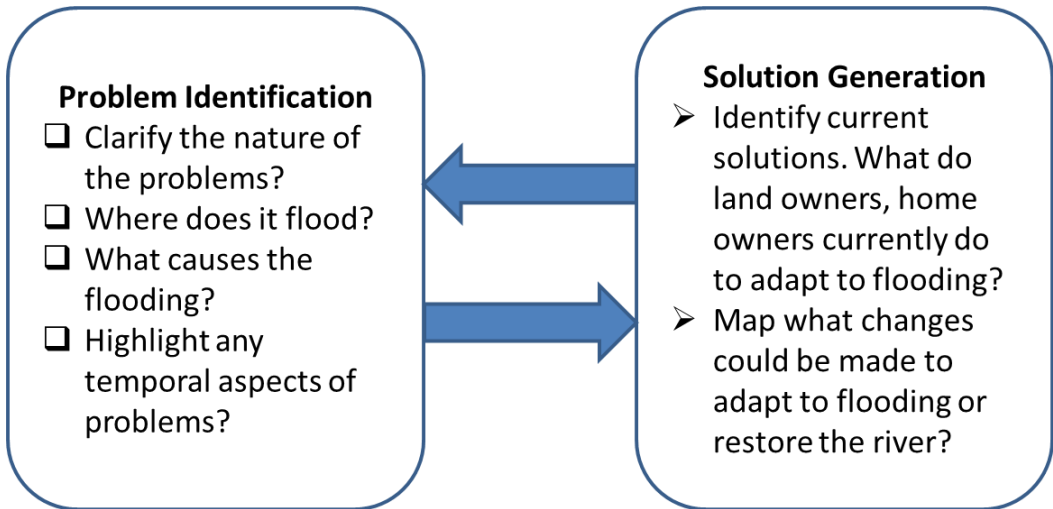 Problem Identification
❑ Clarify the nature of
the problems?
❑ Where does it flood?
❑ What causes the
flooding?
❑ Highlight any
temporal aspects of
problems?
Solution Generation
➢ Identify current
solutions. What do
land owners, home
owners currently do
to adapt to flooding?
➢ Map what changes
could be made to
adapt to flooding or
restore the river?